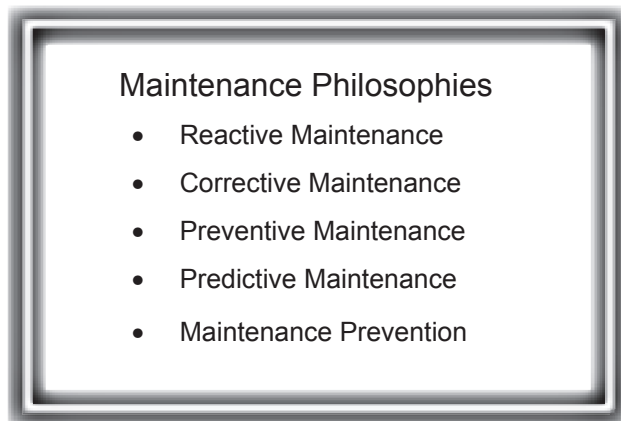 Maintenance Philosophies
• Reactive Maintenance
• Corrective Maintenance
• Preventive Maintenance
• Predictive Maintenance
• Maintenance Prevention